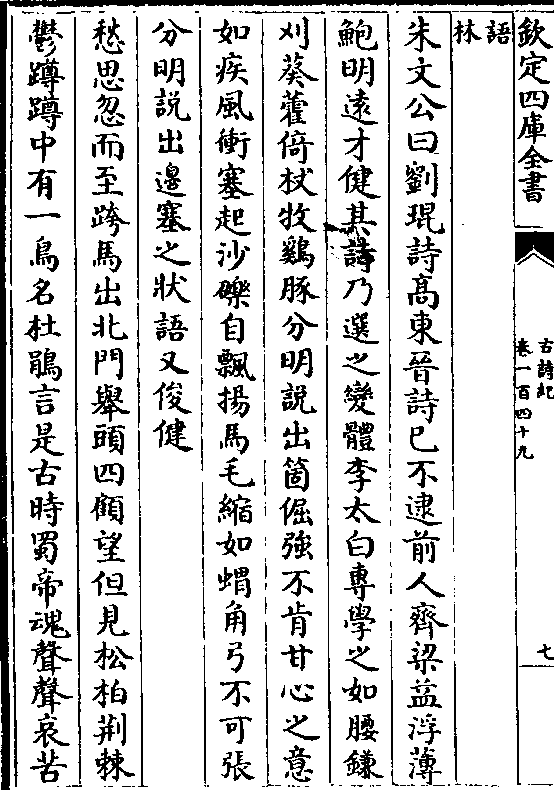 欽定四庫全書
古詩紀
卷一百四十九
七
語
林
朱文公曰劉琨詩髙東晉詩已不逮前人齊梁益浮薄
鮑明遠才健其詩乃選之變體李太白專學之如腰鎌
刈葵藿倚杖牧鷄豚分明説出箇倔強不肯甘心之意
如疾風衝塞起沙礫自飄揚馬毛縮如蝟角弓不可張
分明説出邊塞之狀語又俊健
愁思忽而至跨馬出北門舉頭四顧望但見松柏荆棘
鬱蹲蹲中有一鳥名杜鵑言是古時蜀帝魂聲聲哀苦